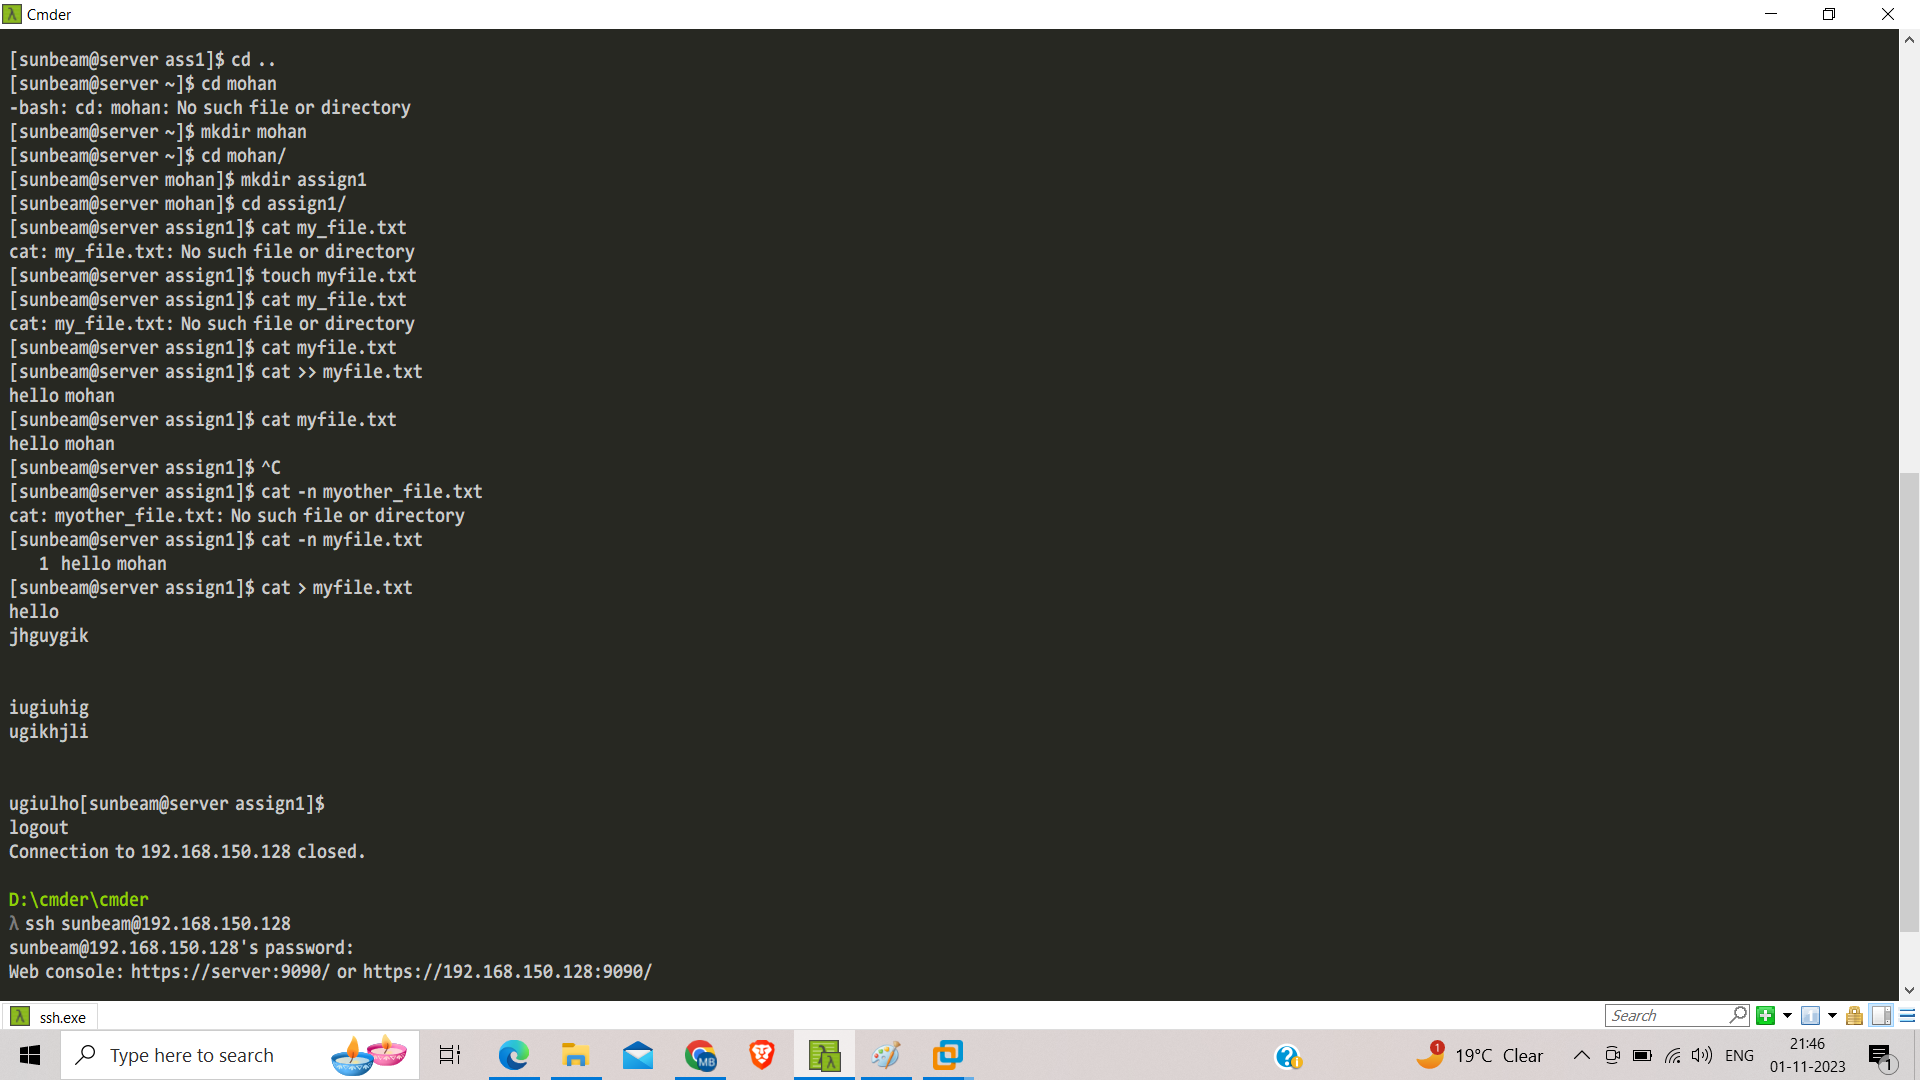 Cmder
[sunbeam@server ass1]$ cd ..
[sunbeam@server ~]$ cd mohan
-bash: cd: mohan: No such file or directory
[sunbeam@server ~]$ mkdir mohan
[sunbeam@server ~]$ cd mohan/
[sunbeam@server mohan]$ mkdir assign1
[sunbeam@server mohan]$ cd assign1/
[sunbeam@server assign1]$ cat my_file.txt
cat: my_file.txt: No such file or directory
[sunbeam@server assign1]$ touch myfile.txt
[sunbeam@server assign1]$ cat my_file.txt
cat: my_file.txt: No such file or directory
[sunbeam@server assign1]$ cat myfile.txt
[sunbeam@server assign1]$ cat >> myfile.txt
hello mohan
[sunbeam@server assign1]$ cat myfile.txt
hello mohan
[sunbeam@server assign1]$ ^C
[sunbeam@server assign1]$ cat -n myother_file.txt
cat: myother_file.txt: No such file or directory
[sunbeam@server assign1]$ cat -n myfile.txt
1 hello mohan
[sunbeam@server assign1]$ cat > myfile.txt
hello
jhguygik
iugiuhig
ugikhjli
ugiulho[sunbeam@server assign1]$
logout
Connection to 192.168.150.128 closed.
D:\cmder\cmder
λ ssh sunbeam@192.168.150.128
sunbeam@192.168.150.128's password:
Web console: https://server:9090/ or https://192.168.150.128:9090/
ssh.exe
Search
Type here to search
MB
1
19°C Clear
ENG
21:46
01-11-2023
1